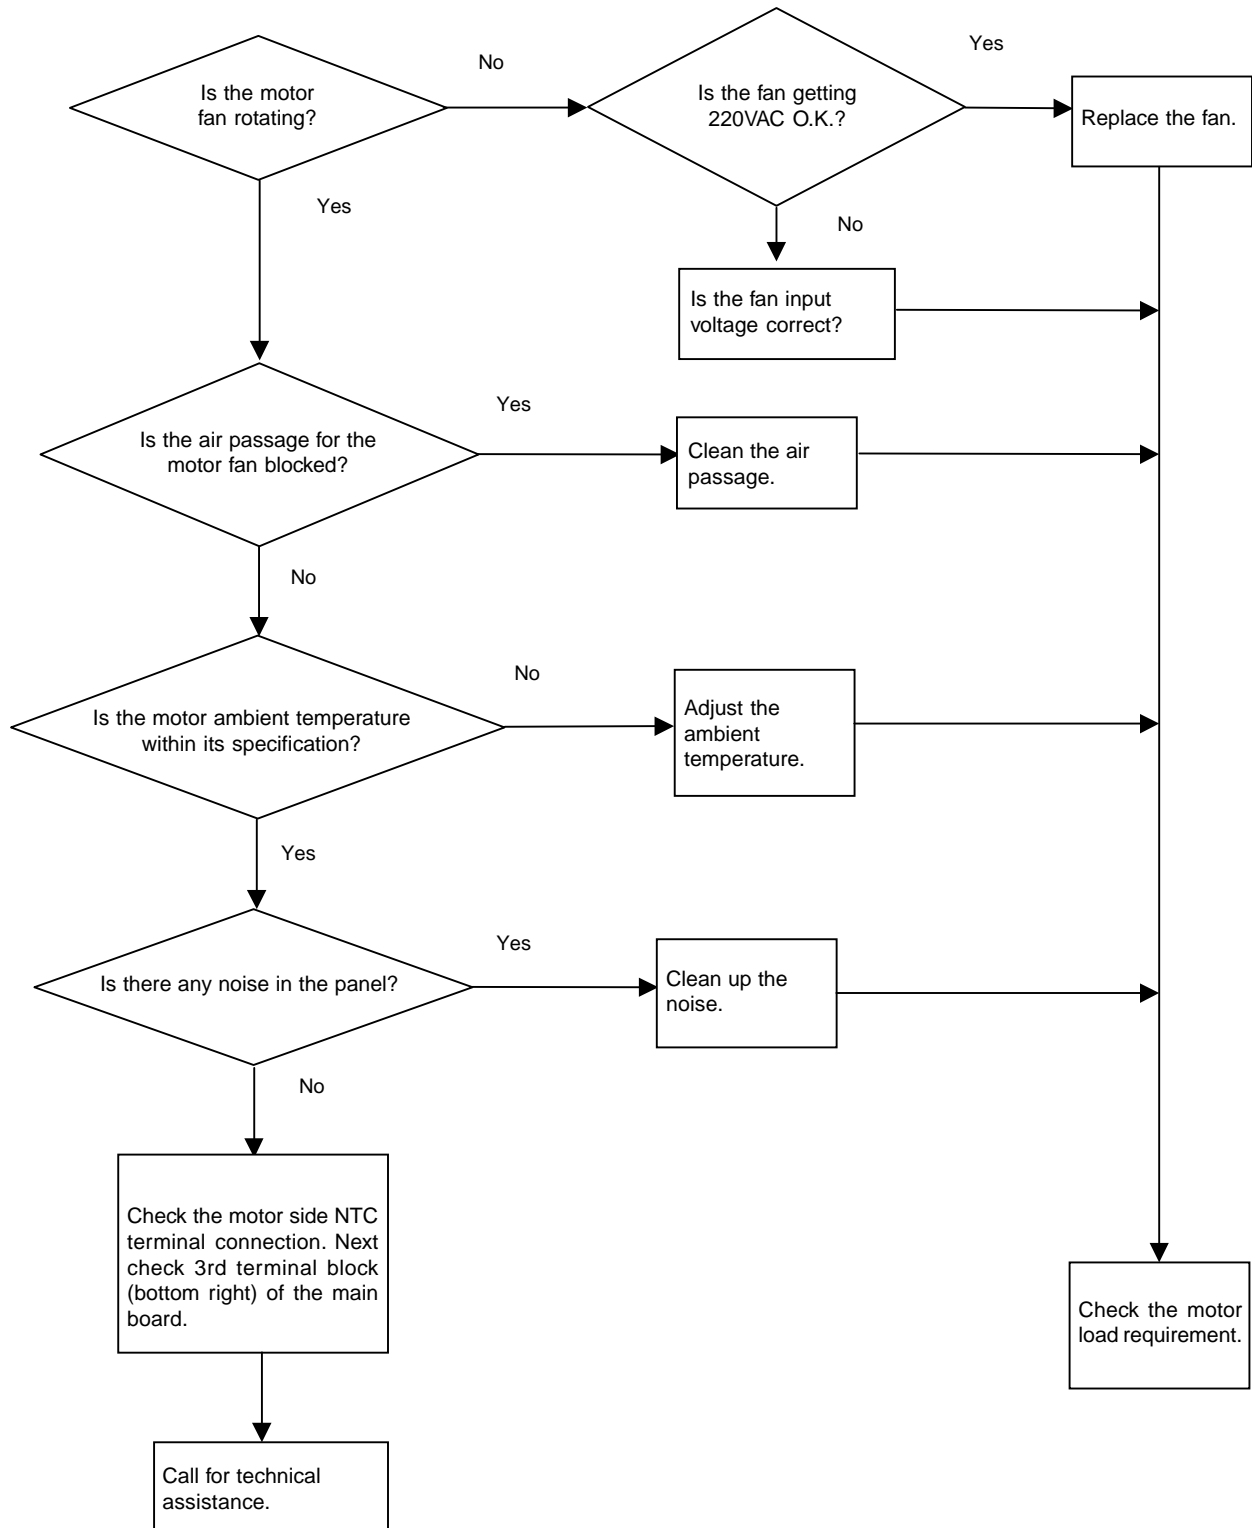 No
Yes
Is the motor
fan rotating?
Is the fan getting
220VAC O.K.?
Replace the fan.
Yes
No
Is the fan input
voltage correct?
Yes
Is the air passage for the
motor fan blocked?
Clean the air
passage.
No
No
Is the motor ambient temperature
within its specification?
Adjust the
ambient
temperature.
Yes
Yes
Is there any noise in the panel?
Clean up the
noise.
No
Check the motor side NTC
terminal connection. Next
check 3rd terminal block
(bottom right) of the main
board.
Check the motor
load requirement.
Call for technical
assistance.